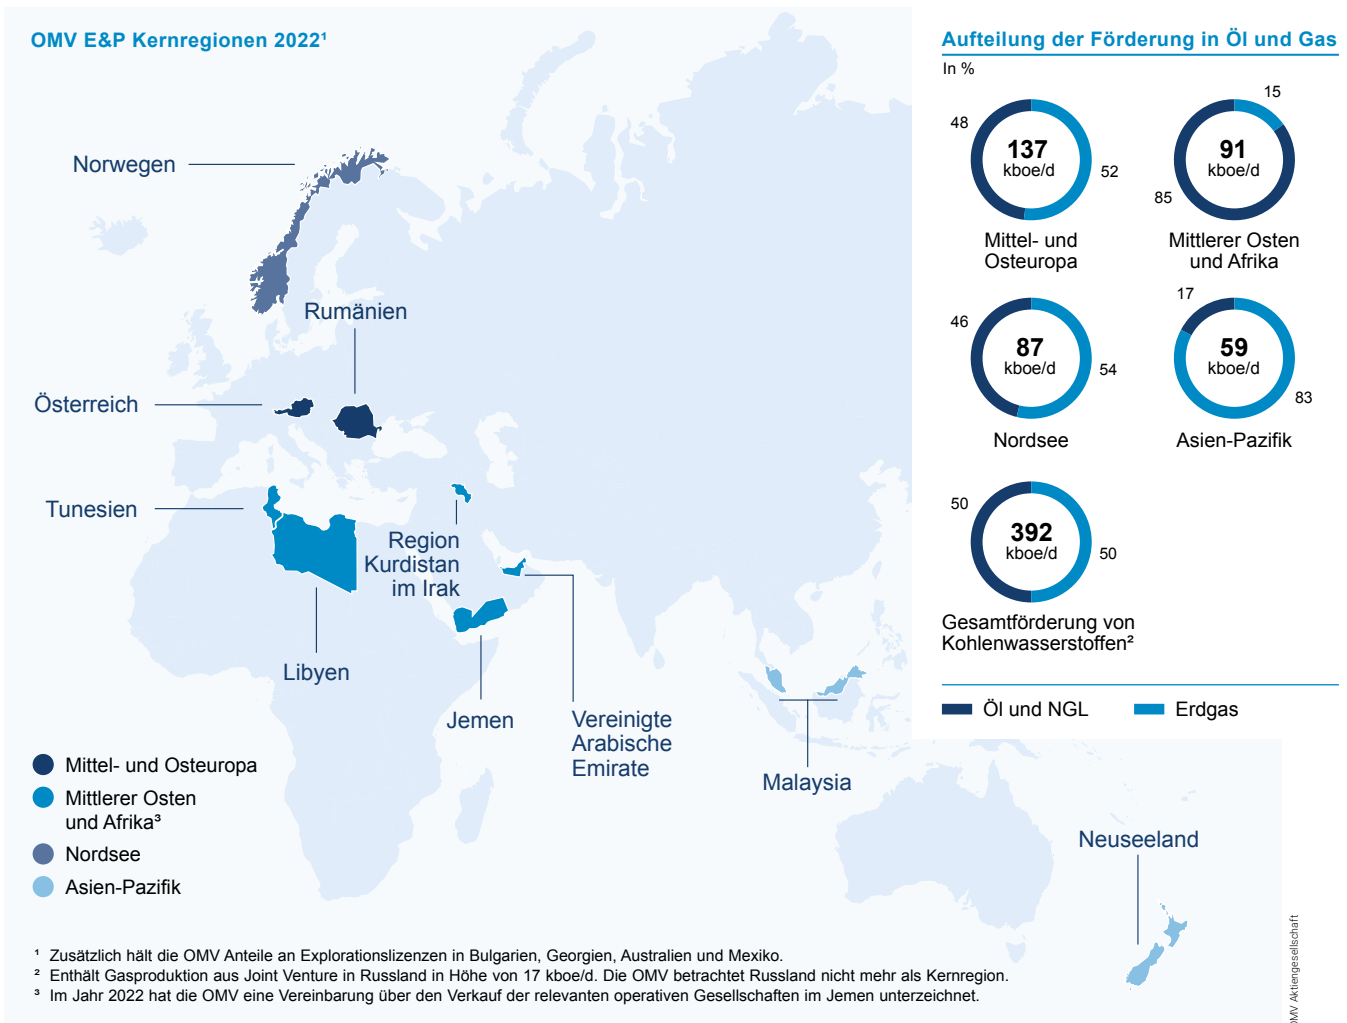 OMV E&P Kernregionen 2022¹
Norwegen
Rumänien
Österreich
Tunesien
Region
Kurdistan
im Irak
Libyen
Jemen
Vereinigte
Arabische
Emirate
Malaysia
Neuseeland
Mittel- und Osteuropa
Mittlerer Osten
und Afrika³
Nordsee
Asien-Pazifik
Aufteilung der Förderung in Öl und Gas
In %
48
137
kboe/d
52
Mittel- und
Osteuropa
15
91
kboe/d
85
Mittlerer Osten
und Afrika
46
87
kboe/d
54
Nordsee
17
59
kboe/d
83
Asien-Pazifik
50
392
kboe/d
50
Gesamtförderung von
Kohlenwasserstoffen²
Öl und NGL
Erdgas
¹ Zusätzlich hält die OMV Anteile an Explorationslizenzen in Bulgarien, Georgien, Australien und Mexiko.
² Enthält Gasproduktion aus Joint Venture in Russland in Höhe von 17 kboe/d. Die OMV betrachtet Russland nicht mehr als Kernregion.
³ Im Jahr 2022 hat die OMV eine Vereinbarung über den Verkauf der relevanten operativen Gesellschaften im Jemen unterzeichnet.
OMV Aktiengesellschaft